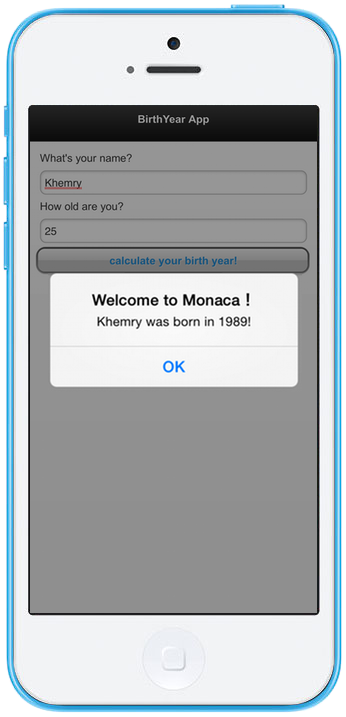 BirthYear App
What's your name?
Khemry
How old are you?
25
calculate your birth year!
Welcome to Monaca !
Khemry was born in 1989!
OK